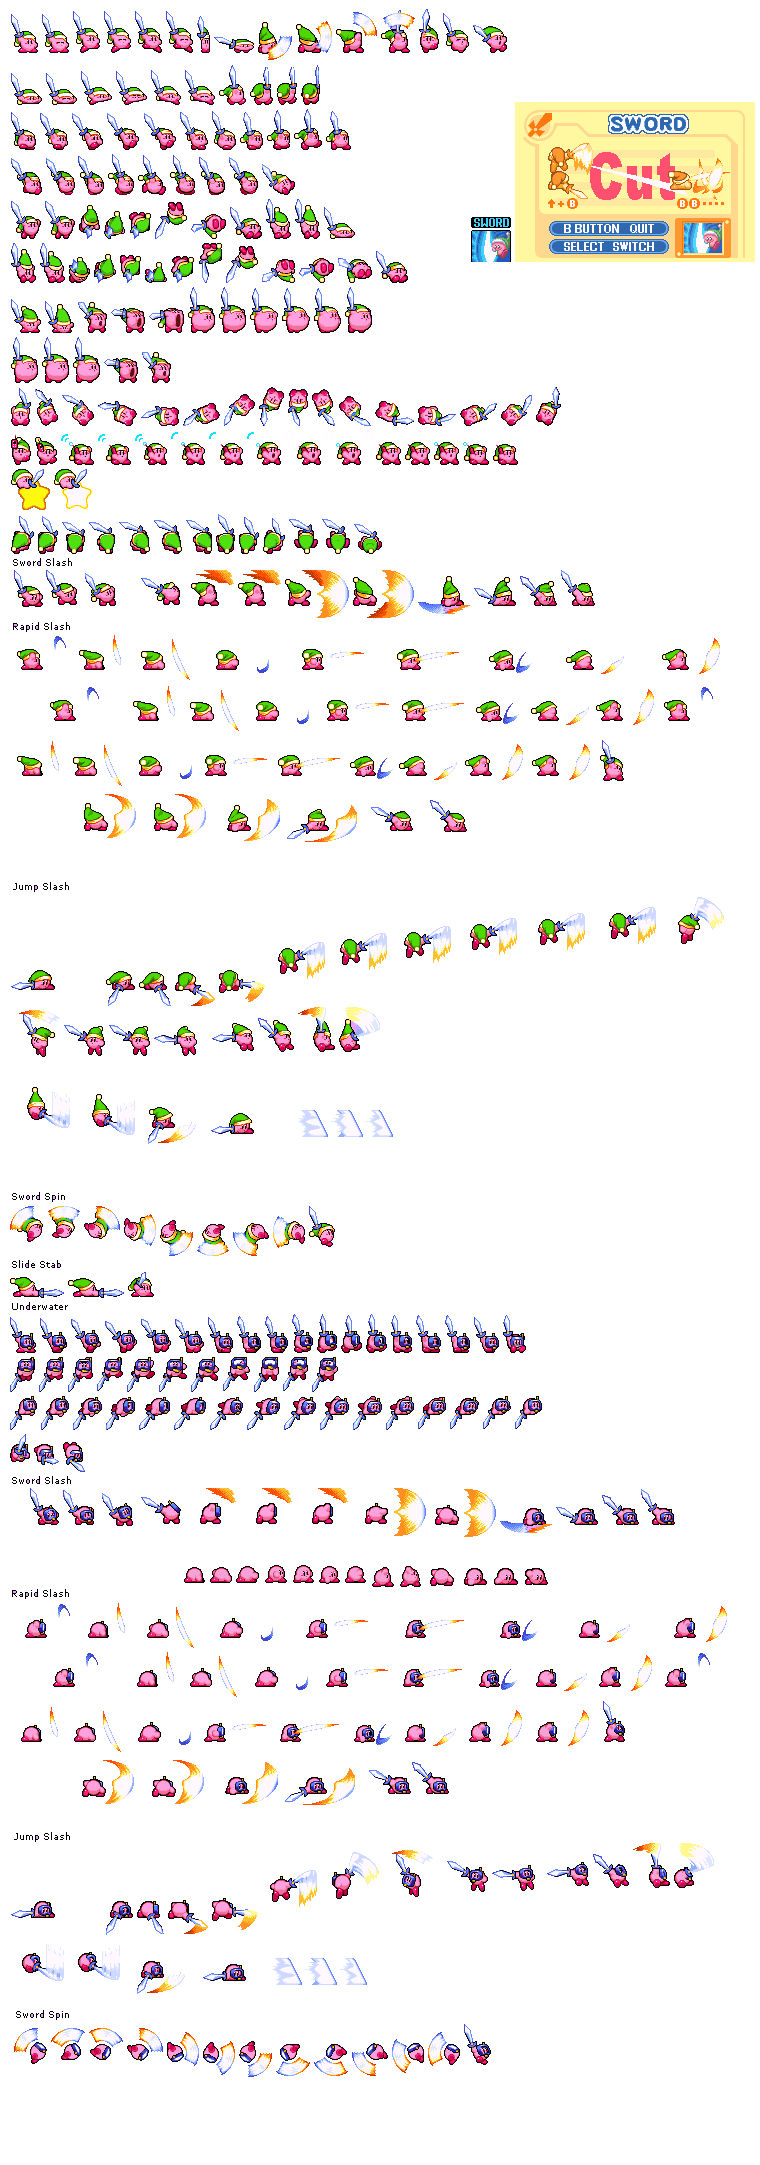 SWORD
Cut
↑+B
B B ·····
SWORD
B BUTTON QUIT
SELECT SWITCH
Sword Slash
Rapid Slash
Jump Slash
Sword Spin
Slide Stab
Underwater
Sword Slash
Rapid Slash
Jump Slash
Sword Spin